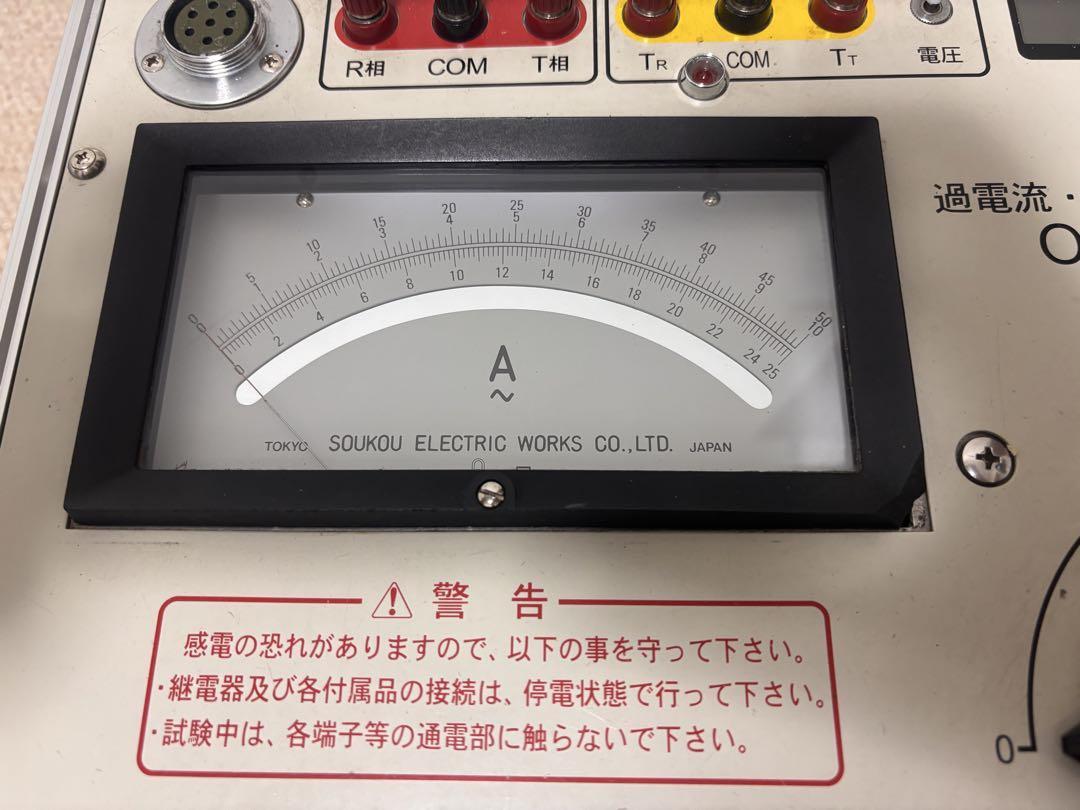 R相 COM T相 TR COM TT 電圧
過電流・
0 5 10 15 20 25 30 35 40 45 50
0 1 2 3 4 5 6 7 8 9 10
0 2 4 6 8 10 12 14 16 18 20 22 24 25
A
~
TOKYO SOUKOU ELECTRIC WORKS CO.,LTD. JAPAN
警告
感電の恐れがありますので、以下の事を守って下さい。
・継電器及び各付属品の接続は、停電状態で行って下さい。
・試験中は、各端子等の通電部に触らないで下さい。
0